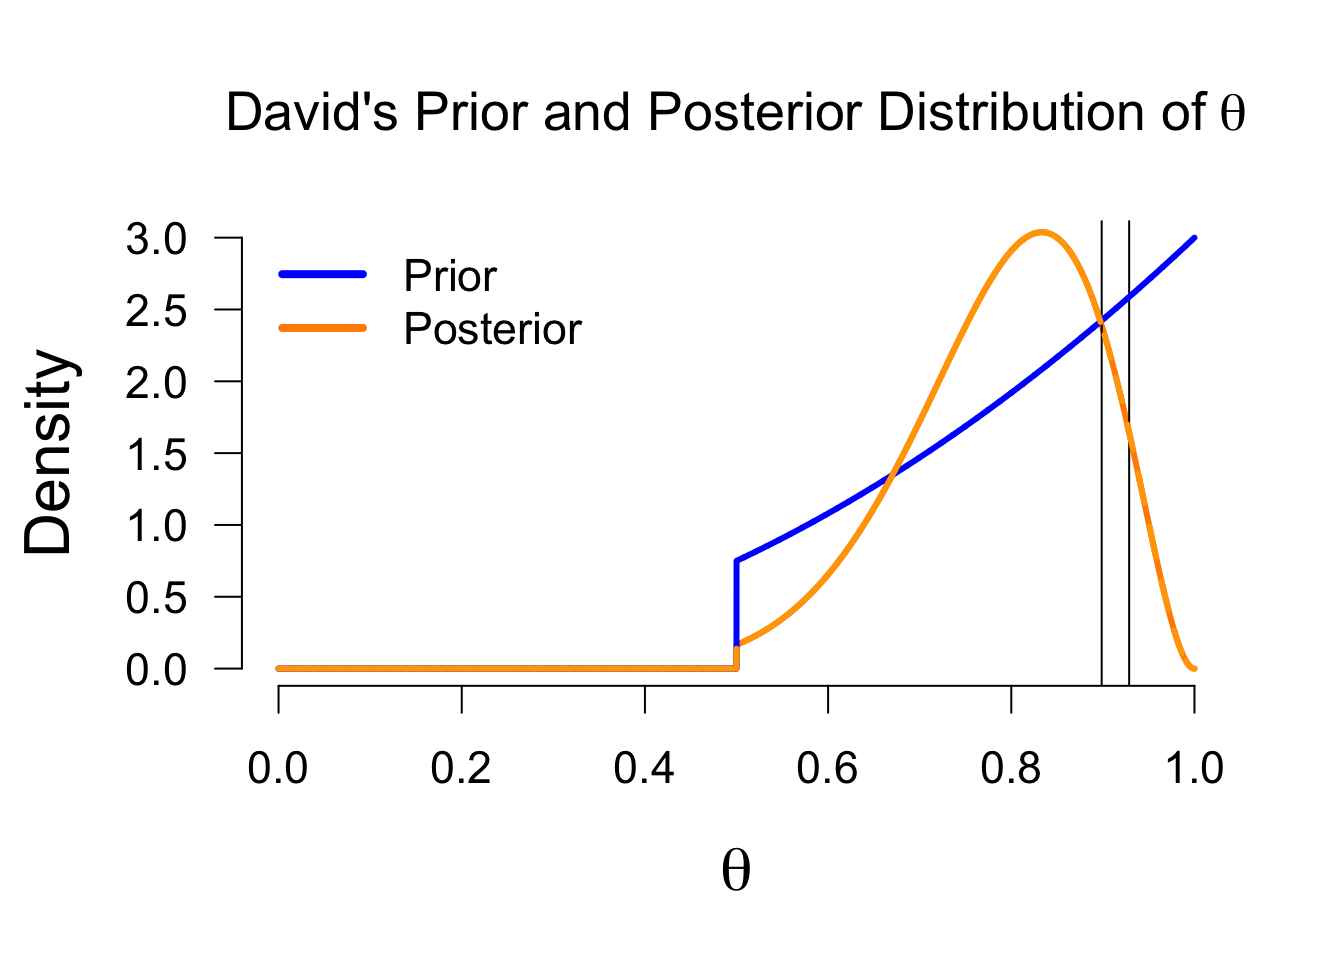 David's Prior and Posterior Distribution of θ
3.0
2.5
2.0
1.5
1.0
0.5
0.0
Density
Prior
Posterior
0.0 0.2 0.4 0.6 0.8 1.0
θ